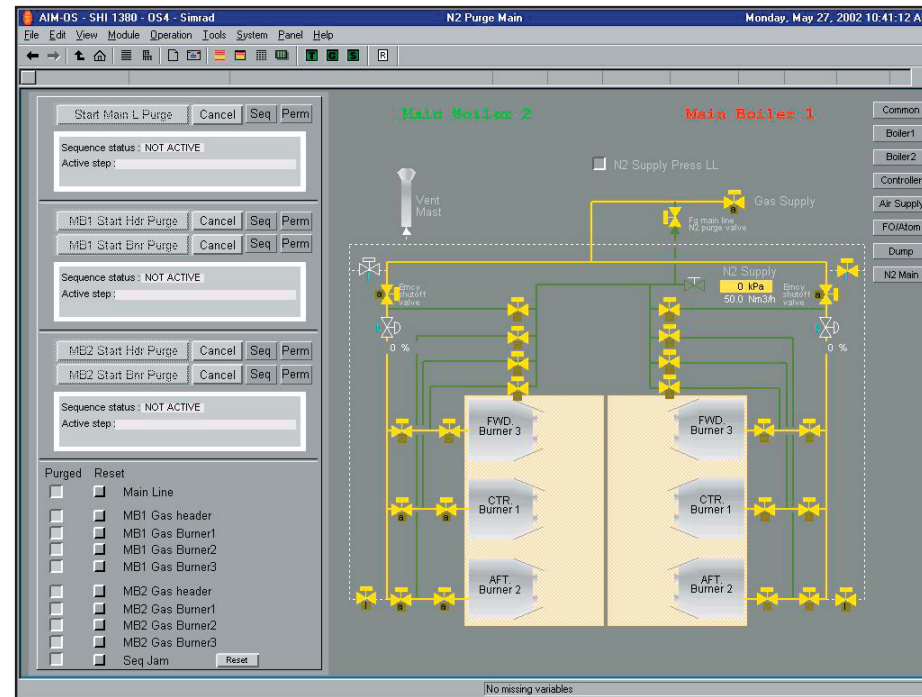 AIM-OS - SHI 1380 - OS4 - Simrad N2 Purge Main Monday, May 27, 2002 10:41:12 A
File Edit View Module Operation Tools System Panel Help
T G S R
Start Main L Purge Cancel Seq Perm
Sequence status : NOT ACTIVE
Active step :
MB1 Start Hdr Purge Cancel Seq Perm
MB1 Start Bnr Purge Cancel Seq Perm
Sequence status : NOT ACTIVE
Active step :
MB2 Start Hdr Purge Cancel Seq Perm
MB2 Start Bnr Purge Cancel Seq Perm
Sequence status : NOT ACTIVE
Active step :
Purged Reset
Main Line
MB1 Gas header
MB1 Gas Burner1
MB1 Gas Burner2
MB1 Gas Burner3
MB2 Gas header
MB2 Gas Burner1
MB2 Gas Burner2
MB2 Gas Burner3
Seq Jam Reset
Main Boiler 2 Main Boiler 1
N2 Supply Press LL
Vent
Mast
Gas Supply
Fg main line
N2 purge valve
N2 Supply
0 kPa
50.0 Nm3/h
Emcy
shutoff
valve
Emcy
shutoff
valve
0 %
0 %
FWD.
Burner 3
FWD.
Burner 3
CTR.
Burner 1
CTR.
Burner 1
AFT.
Burner 2
AFT.
Burner 2
Common
Boiler1
Boiler2
Controller
Air Supply
FO/Atom
Dump
N2 Main
No missing variables